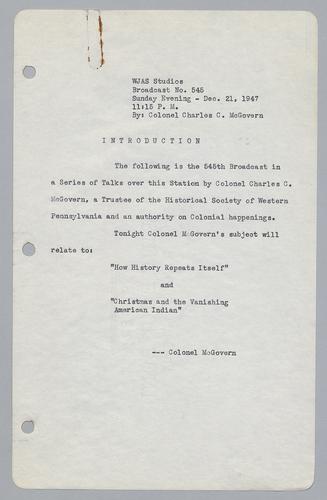 WJAS Studios
Broadcast No. 545
Sunday Evening - Dec. 21, 1947
11:15 P. M.
By: Colonel Charles C. McGovern
I N T R O D U C T I O N
The following is the 545th Broadcast in
a Series of Talks over this Station by Colonel Charles C.
McGovern, a Trustee of the Historical Society of Western
Pennsylvania and an authority on Colonial happenings.
Tonight Colonel McGovern's subject will
relate to:
"How History Repeats Itself"
and
"Christmas and the Vanishing
American Indian"
--- Colonel McGovern